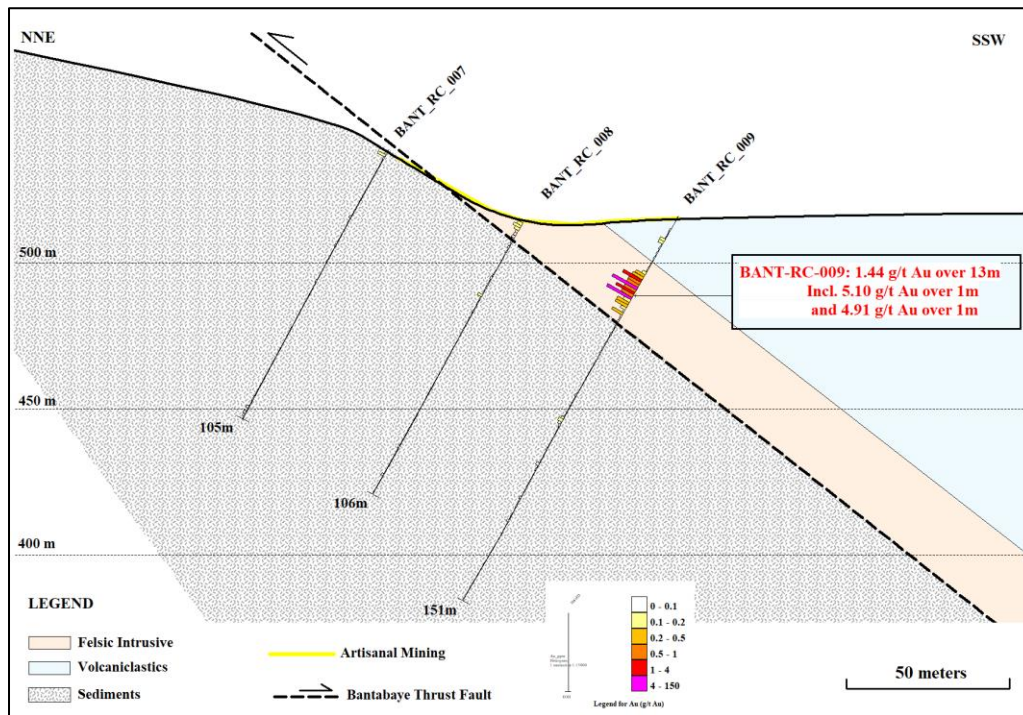 NNE
SSW
BANT_RC_007
BANT_RC_008
BANT_RC_009
500 m
BANT-RC-009: 1.44 g/t Au over 13m
Incl. 5.10 g/t Au over 1m
and 4.91 g/t Au over 1m
450 m
105m
106m
400 m
151m
LEGEND
Felsic Intrusive
Volcaniclastics
Sediments
Artisanal Mining
Bantabaye Thrust Fault
0 - 0.1
0.1 - 0.2
0.2 - 0.5
0.5 - 1
1 - 4
4 - 150
Legend for Au (g/t Au)
50 meters